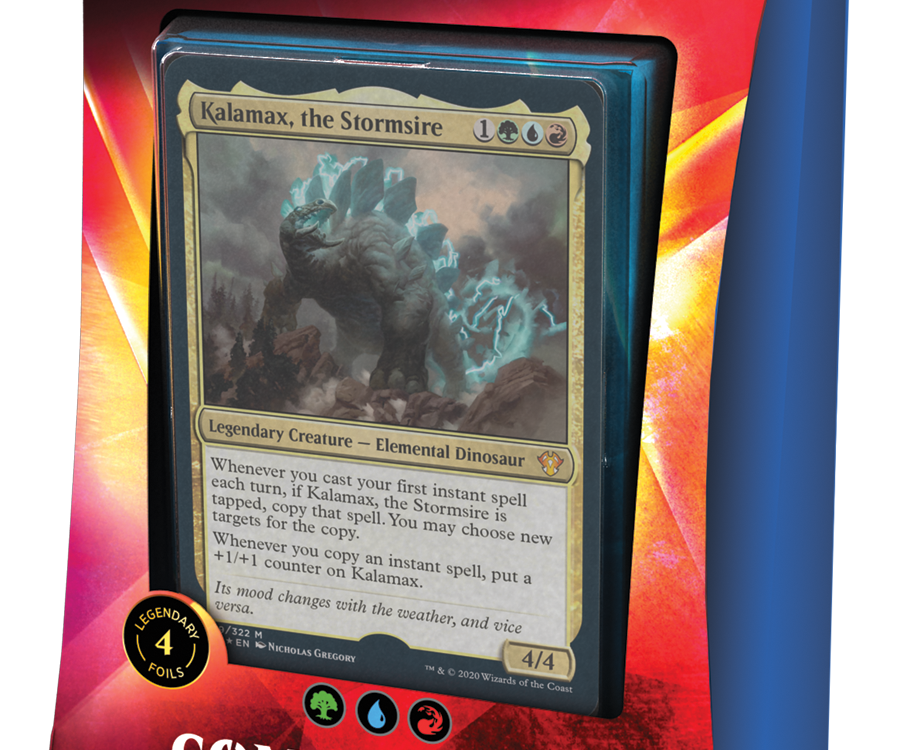 Kalamax, the Stormsire 1
Legendary Creature — Elemental Dinosaur
Whenever you cast your first instant spell
each turn, if Kalamax, the Stormsire is
tapped, copy that spell. You may choose new
targets for the copy.
Whenever you copy an instant spell, put a
+1/+1 counter on Kalamax.
Its mood changes with the weather, and vice
versa.
/322 M
★ EN Nicholas Gregory
4/4
™ & © 2020 Wizards of the Coast
LEGENDARY
4
FOILS